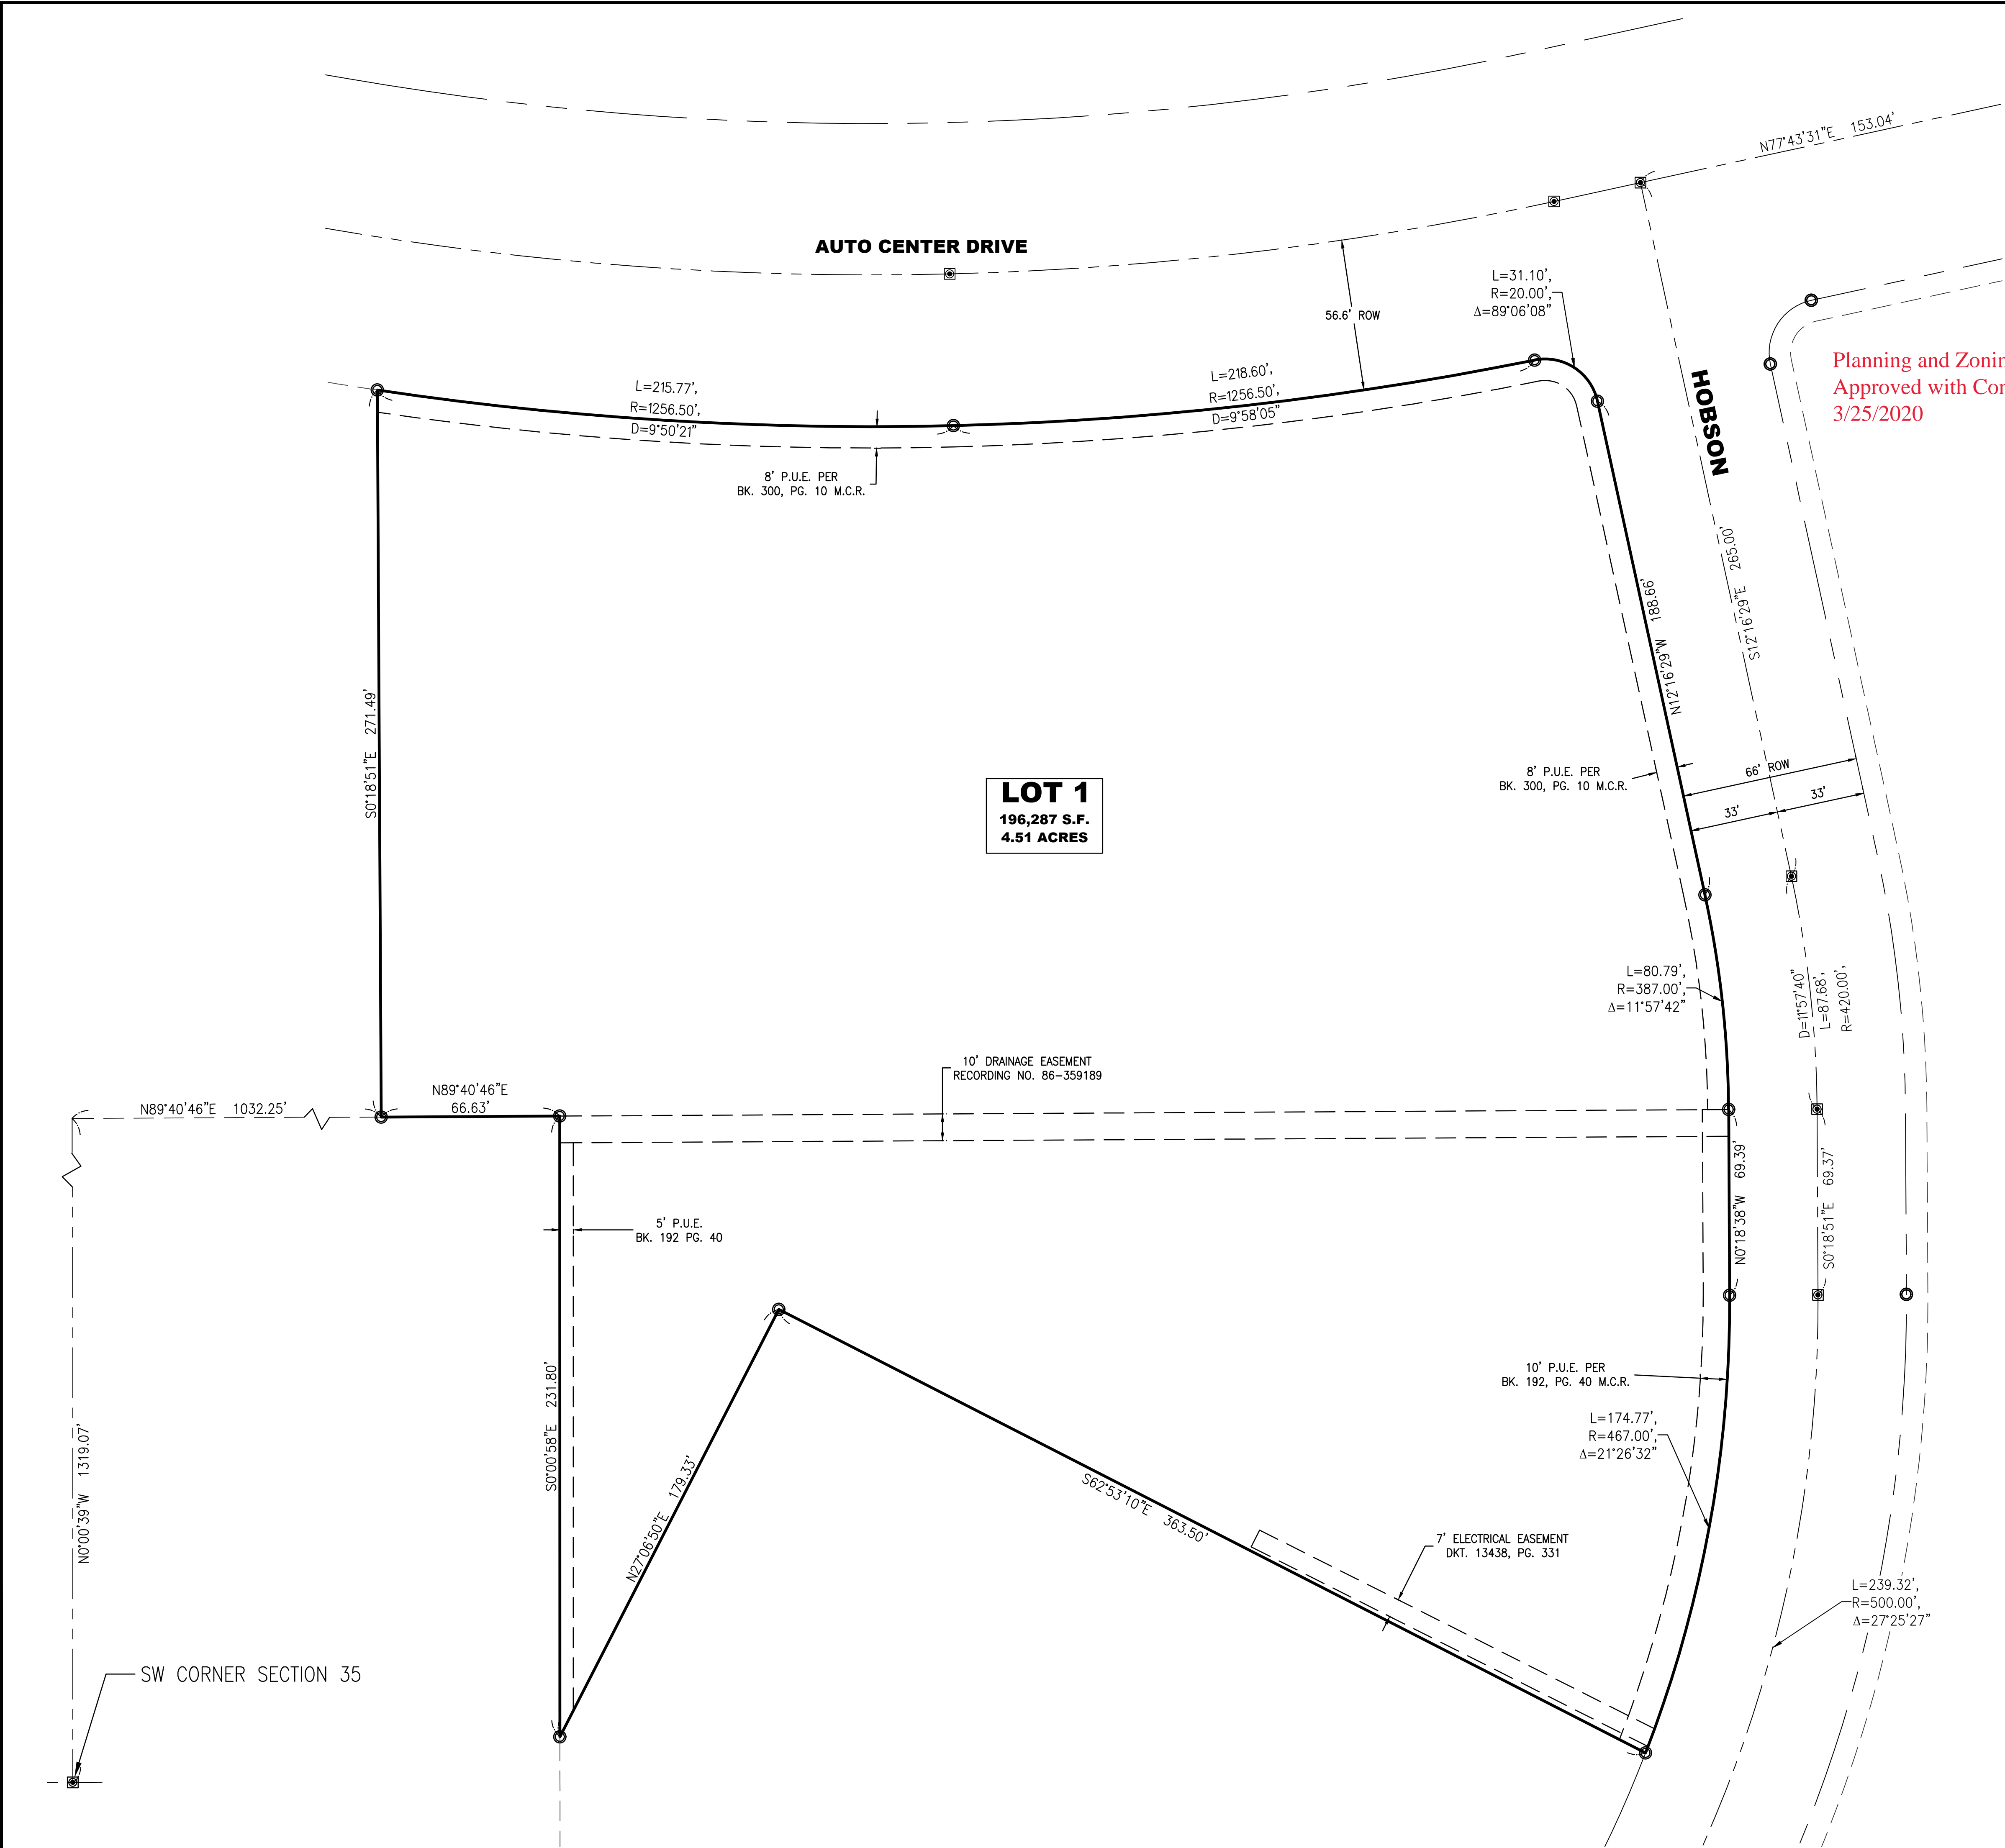 N77°43'31"E 153.04'
AUTO CENTER DRIVE
L=31.10',
R=20.00',
Δ=89°06'08"
56.6' ROW
L=215.77',
R=1256.50',
D=9°50'21"
L=218.60',
R=1256.50',
D=9°58'05"
HOBSON
Planning and Zonin
Approved with Con
3/25/2020
8' P.U.E. PER
BK. 300, PG. 10 M.C.R.
S12°16'29"E 265.00'
N12°16'29"W 188.66'
S0°18'51"E 271.49'
8' P.U.E. PER
BK. 300, PG. 10 M.C.R.
66' ROW
33'
33'
LOT 1
196,287 S.F.
4.51 ACRES
L=80.79',
R=387.00',
Δ=11°57'42"
D=11°57'40"
L=87.68',
R=420.00',
10' DRAINAGE EASEMENT
RECORDING NO. 86-359189
N89°40'46"E 1032.25'
N89°40'46"E
66.63'
N0°18'38"W 69.39'
S0°18'51"E 69.37'
5' P.U.E.
BK. 192 PG. 40
S0°00'58"E 231.80'
N27°06'50"E 179.33'
S62°53'10"E 363.50'
10' P.U.E. PER
BK. 192, PG. 40 M.C.R.
L=174.77',
R=467.00',
Δ=21°26'32"
N0°00'39"W 1319.07'
7' ELECTRICAL EASEMENT
DKT. 13438, PG. 331
L=239.32',
R=500.00',
Δ=27°25'27"
SW CORNER SECTION 35